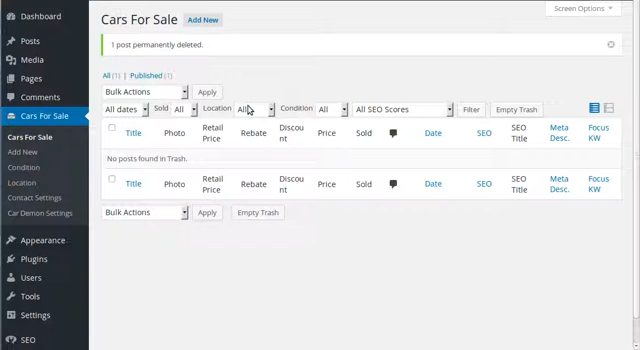 Dashboard
Posts
Media
Pages
Comments
Cars For Sale
Cars For Sale
Add New
Condition
Location
Contact Settings
Car Demon Settings
Appearance
Plugins
Users
Tools
Settings
SEO
Screen Options
Cars For Sale Add New
1 post permanently deleted.
All (1) | Published (1)
Bulk Actions Apply
All dates Sold All Location All Condition All All SEO Scores Filter Empty Trash
Title Photo Retail Price Rebate Discou nt Price Sold Date SEO SEO Title Meta Desc. Focus KW
No posts found in Trash.
Title Photo Retail Price Rebate Discou nt Price Sold Date SEO SEO Title Meta Desc. Focus KW
Bulk Actions Apply Empty Trash